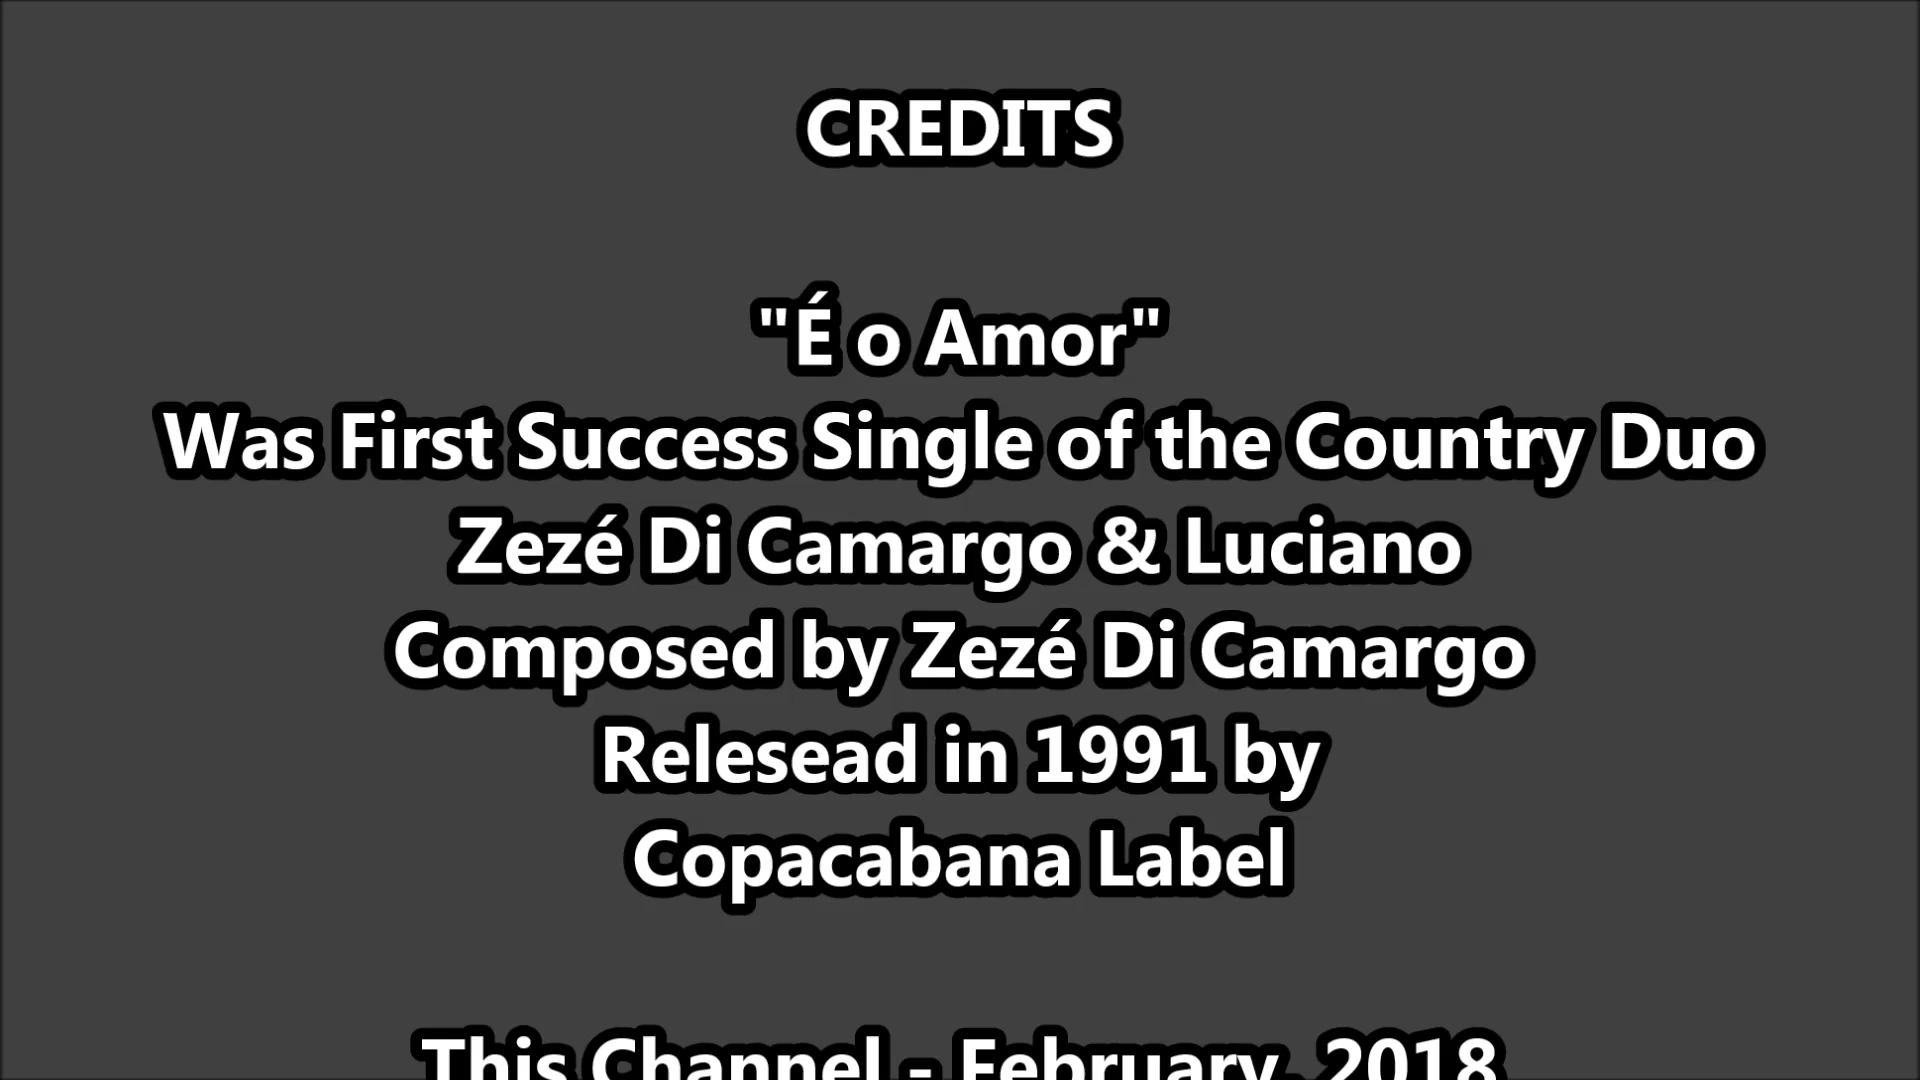 CREDITS
"É o Amor"
Was First Success Single of the Country Duo
Zezé Di Camargo & Luciano
Composed by Zezé Di Camargo
Relesead in 1991 by
Copacabana Label
This Channel - February, 2018